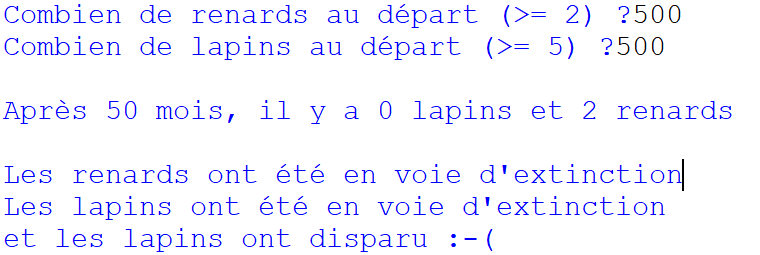 Combien de renards au départ (>= 2) ?500
Combien de lapins au départ (>= 5) ?500
Après 50 mois, il y a 0 lapins et 2 renards
Les renards ont été en voie d'extinction
Les lapins ont été en voie d'extinction
et les lapins ont disparu :-(